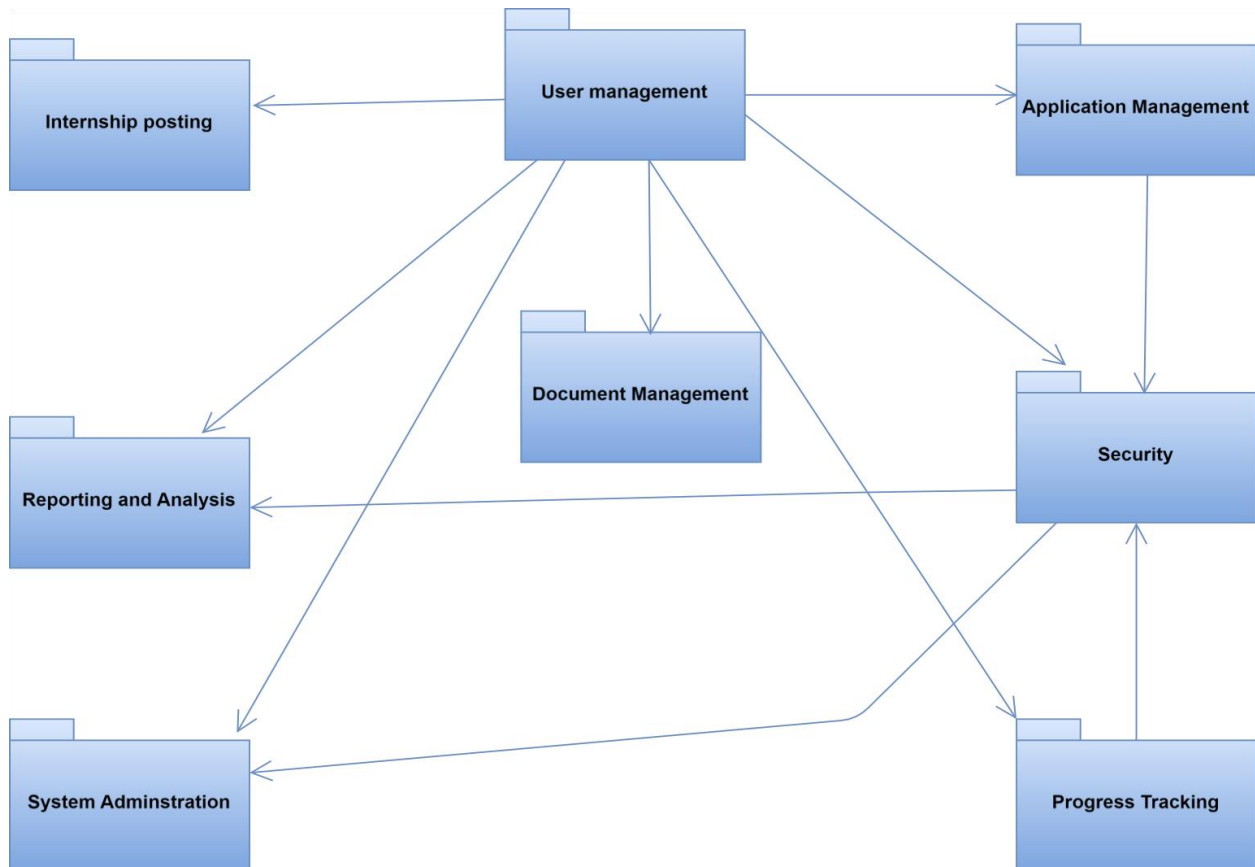 User management
Internship posting
Application Management
Document Management
Security
Reporting and Analysis
System Adminstration
Progress Tracking